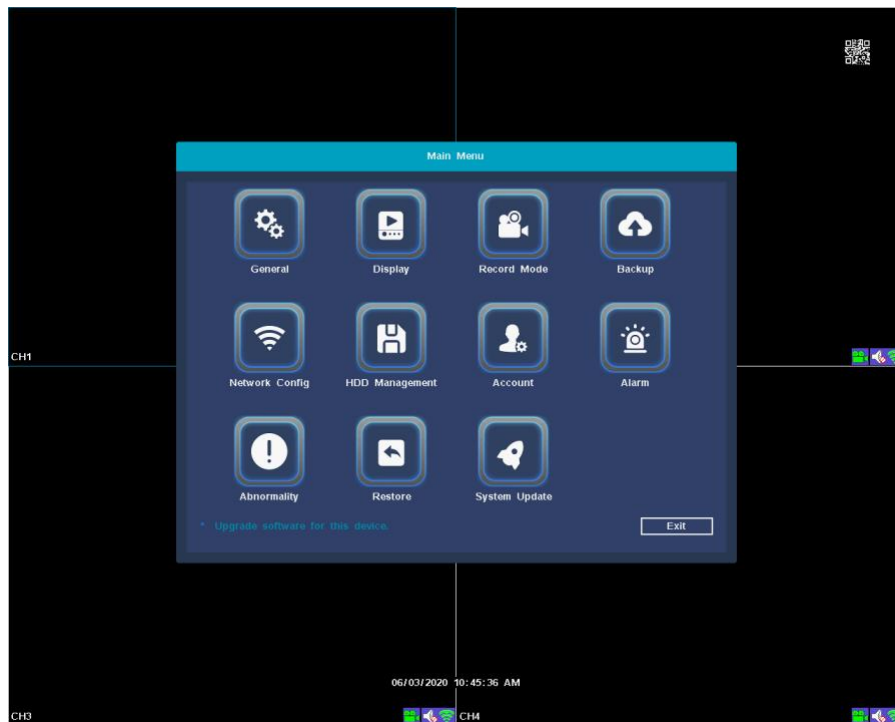 Main Menu
General
Display
Record Mode
Backup
CH1
Network Config
HDD Management
Account
Alarm
Abnormality
Restore
System Update
* Upgrade software for this device.
Exit
06/03/2020 10:45:36 AM
CH3
CH4